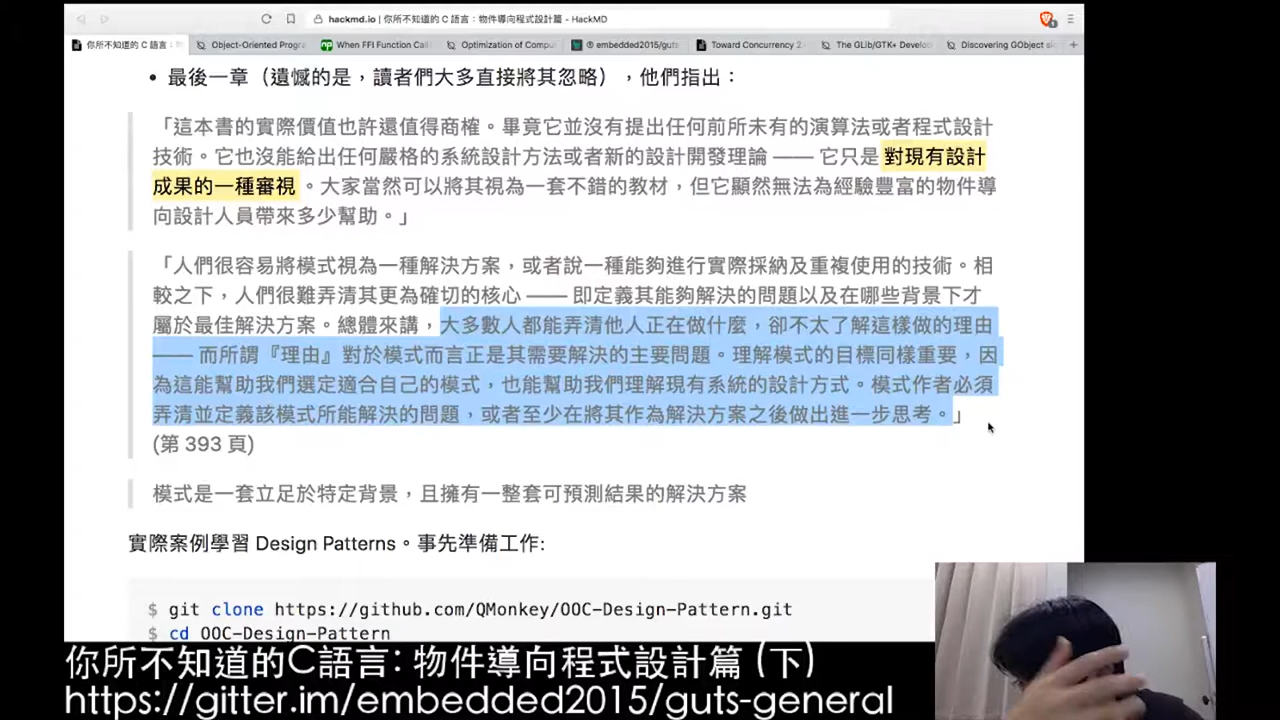 hackmd.io | 你所不知道的 C 語言：物件導向程式設計篇 - HackMD
你所不知道的 C 語言：物 Object-Oriented Progra When FFI Function Cal Optimization of Compu embedded2015/guts Toward Concurrency 2 The GLib/GTK+ Develo Discovering GObject
• 最後一章（遺憾的是，讀者們大多直接將其忽略），他們指出：
「這本書的實際價值也許還值得商榷。畢竟它並沒有提出任何前所未有的演算法或者程式設計
技術。它也沒能給出任何嚴格的系統設計方法或者新的設計開發理論 —— 它只是 對現有設計
成果的一種審視 。大家當然可以將其視為一套不錯的教材，但它顯然無法為經驗豐富的物件導
向設計人員帶來多少幫助。」
「人們很容易將模式視為一種解決方案，或者說一種能夠進行實際採納及重複使用的技術。相
較之下，人們很難弄清其更為確切的核心 —— 即定義其能夠解決的問題以及在哪些背景下才
屬於最佳解決方案。總體來講，大多數人都能弄清他人正在做什麼，卻不太了解這樣做的理由
—— 而所謂『理由』對於模式而言正是其需要解決的主要問題。理解模式的目標同樣重要，因
為這能幫助我們選定適合自己的模式，也能幫助我們理解現有系統的設計方式。模式作者必須
弄清並定義該模式所能解決的問題，或者至少在將其作為解決方案之後做出進一步思考。」
(第 393 頁)
模式是一套立足於特定背景，且擁有一整套可預測結果的解決方案
實際案例學習 Design Patterns。事先準備工作:
$ git clone https://github.com/QMonkey/OOC-Design-Pattern.git
$ cd OOC-Design-Pattern
你所不知道的C語言: 物件導向程式設計篇 (下)
https://gitter.im/embedded2015/guts-general